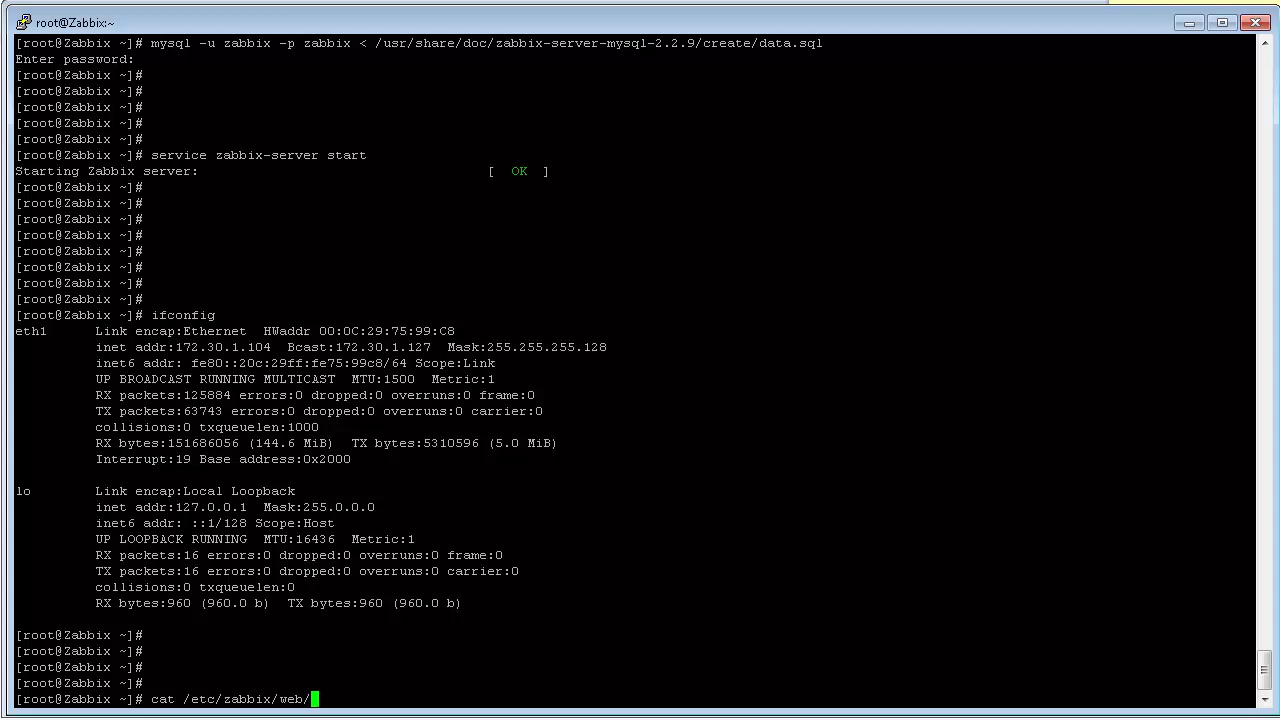 root@Zabbix:~
[root@Zabbix ~]# mysql -u zabbix -p zabbix < /usr/share/doc/zabbix-server-mysql-2.2.9/create/data.sql
Enter password:
[root@Zabbix ~]#
[root@Zabbix ~]#
[root@Zabbix ~]#
[root@Zabbix ~]#
[root@Zabbix ~]#
[root@Zabbix ~]# service zabbix-server start
Starting Zabbix server: [ OK ]
[root@Zabbix ~]#
[root@Zabbix ~]#
[root@Zabbix ~]#
[root@Zabbix ~]#
[root@Zabbix ~]#
[root@Zabbix ~]#
[root@Zabbix ~]#
[root@Zabbix ~]#
[root@Zabbix ~]# ifconfig
eth1 Link encap:Ethernet HWaddr 00:0C:29:75:99:C8
inet addr:172.30.1.104 Bcast:172.30.1.127 Mask:255.255.255.128
inet6 addr: fe80::20c:29ff:fe75:99c8/64 Scope:Link
UP BROADCAST RUNNING MULTICAST MTU:1500 Metric:1
RX packets:125884 errors:0 dropped:0 overruns:0 frame:0
TX packets:63743 errors:0 dropped:0 overruns:0 carrier:0
collisions:0 txqueuelen:1000
RX bytes:151686056 (144.6 MiB) TX bytes:5310596 (5.0 MiB)
Interrupt:19 Base address:0x2000
lo Link encap:Local Loopback
inet addr:127.0.0.1 Mask:255.0.0.0
inet6 addr: ::1/128 Scope:Host
UP LOOPBACK RUNNING MTU:16436 Metric:1
RX packets:16 errors:0 dropped:0 overruns:0 frame:0
TX packets:16 errors:0 dropped:0 overruns:0 carrier:0
collisions:0 txqueuelen:0
RX bytes:960 (960.0 b) TX bytes:960 (960.0 b)
[root@Zabbix ~]#
[root@Zabbix ~]#
[root@Zabbix ~]#
[root@Zabbix ~]#
[root@Zabbix ~]# cat /etc/zabbix/web/